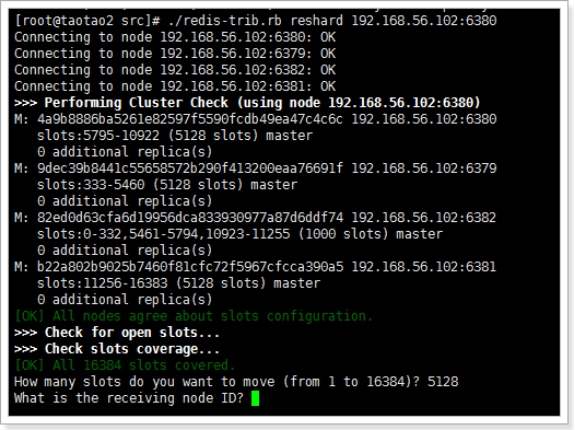 [root@taotao2 src]# ./redis-trib.rb reshard 192.168.56.102:6380
Connecting to node 192.168.56.102:6380: OK
Connecting to node 192.168.56.102:6379: OK
Connecting to node 192.168.56.102:6382: OK
Connecting to node 192.168.56.102:6381: OK
>>> Performing Cluster Check (using node 192.168.56.102:6380)
M: 4a9b8886ba5261e82597f5590fcdb49ea47c4c6c 192.168.56.102:6380
slots:5795-10922 (5128 slots) master
0 additional replica(s)
M: 9dec39b8441c55658572b290f413200eaa76691f 192.168.56.102:6379
slots:333-5460 (5128 slots) master
0 additional replica(s)
M: 82ed0d63cfa6d19956dca833930977a87d6ddf74 192.168.56.102:6382
slots:0-332,5461-5794,10923-11255 (1000 slots) master
0 additional replica(s)
M: b22a802b9025b7460f81cfc72f5967cfcca390a5 192.168.56.102:6381
slots:11256-16383 (5128 slots) master
0 additional replica(s)
[OK] All nodes agree about slots configuration.
>>> Check for open slots...
>>> Check slots coverage...
[OK] All 16384 slots covered.
How many slots do you want to move (from 1 to 16384)? 5128
What is the receiving node ID?